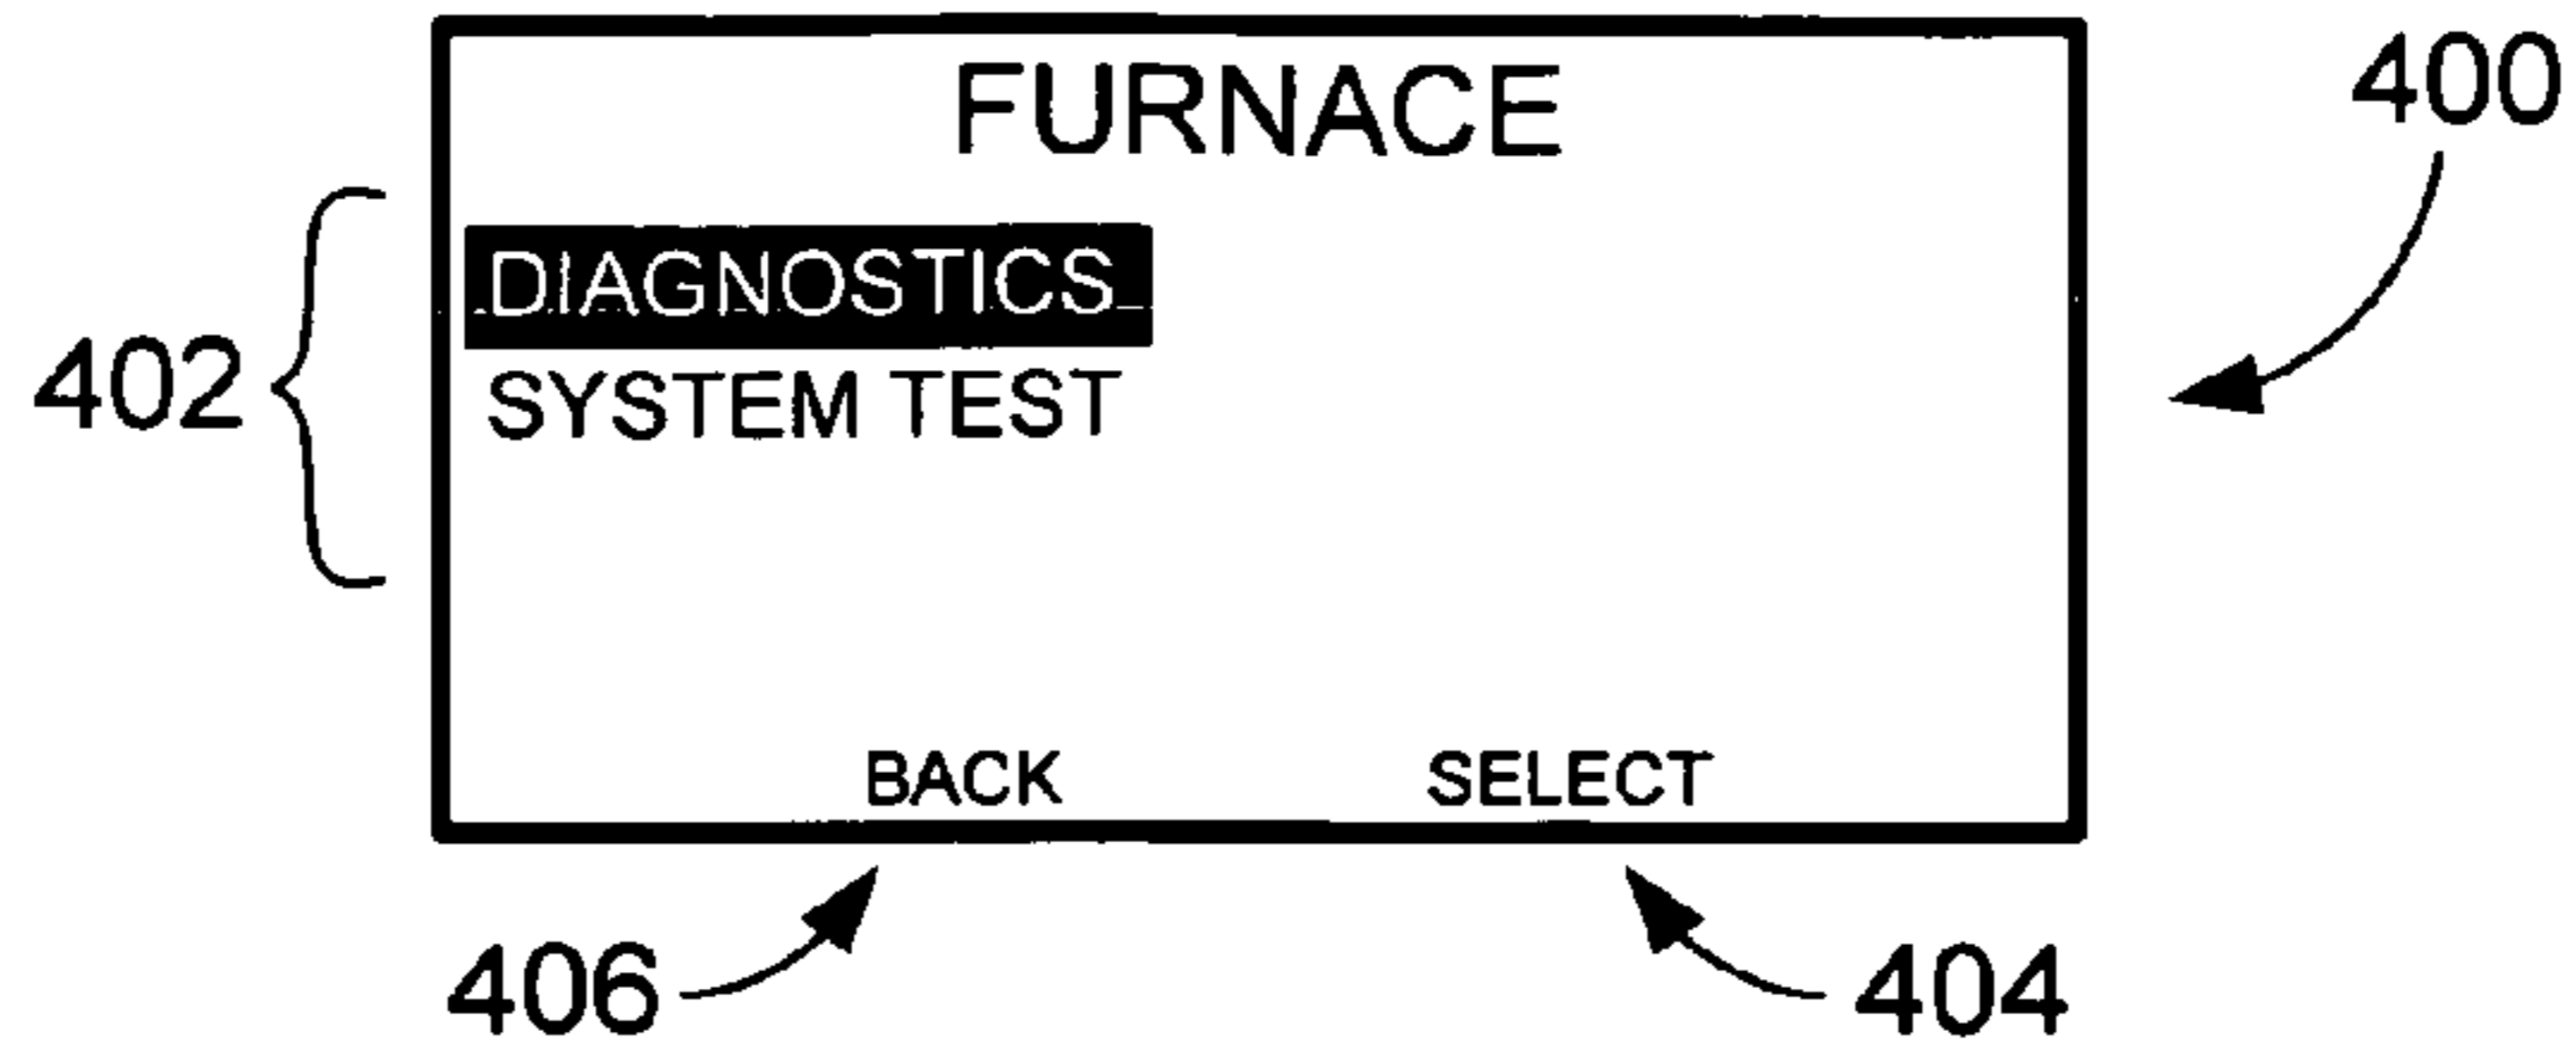 FURNACE
400
DIAGNOSTICS
402
SYSTEM TEST
BACK SELECT
406 404